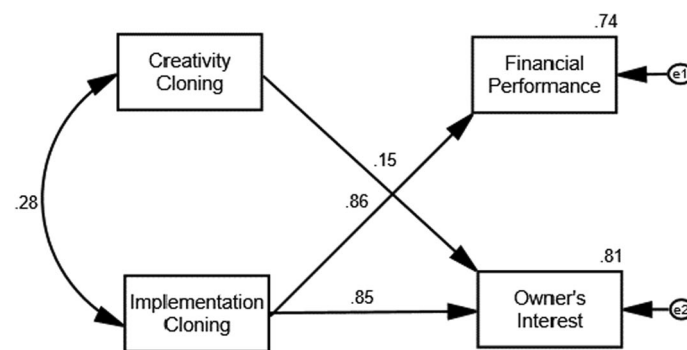 .74
Creativity
Cloning
Financial
Performance
e1
.15
.28
.86
.81
Implementation
Cloning
.85
Owner's
Interest
e2